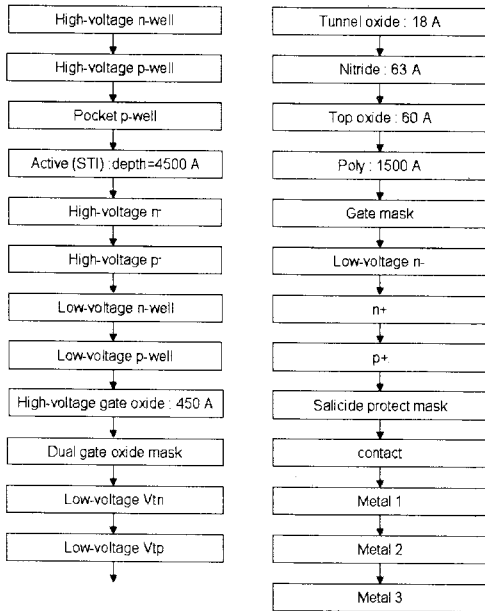 High-voltage n-well
High-voltage p-well
Pocket p-well
Active (STI) :depth=4500 A
High-voltage n-
High-voltage p-
Low-voltage n-well
Low-voltage p-well
High-voltage gate oxide : 450 A
Dual gate oxide mask
Low-voltage Vtn
Low-voltage Vtp
Tunnel oxide : 18 A
Nitride : 63 A
Top oxide : 60 A
Poly : 1500 A
Gate mask
Low-voltage n-
n+
p+
Salicide protect mask
contact
Metal 1
Metal 2
Metal 3